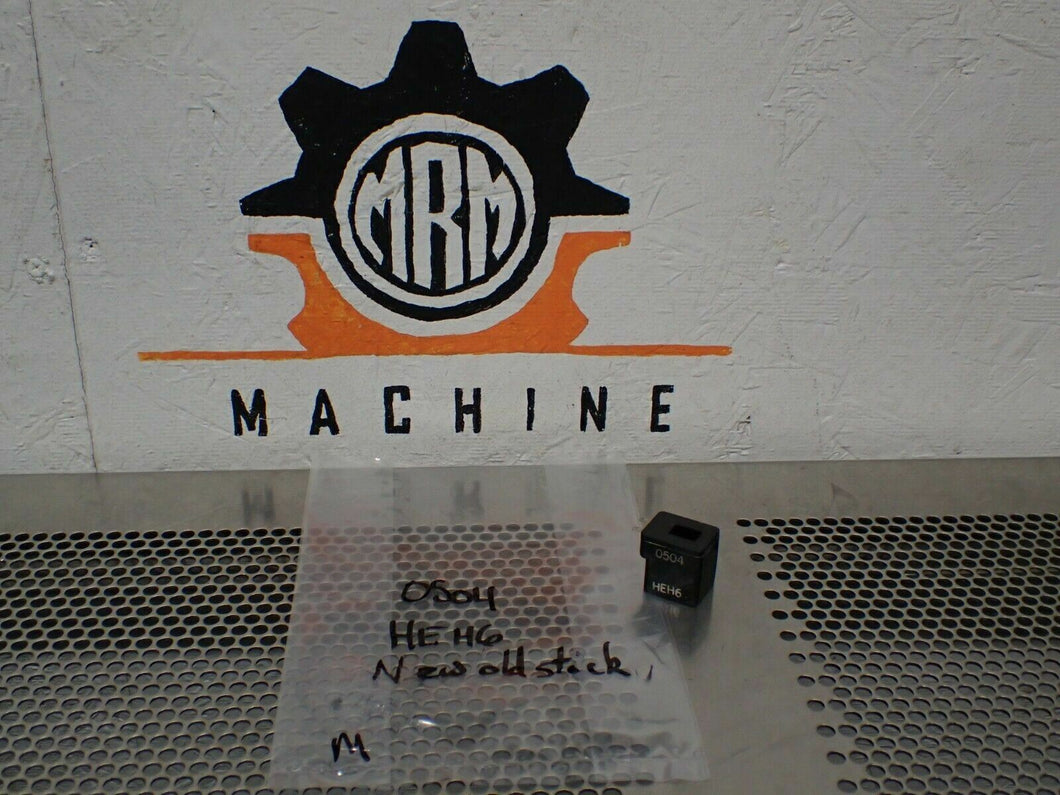 MRM
MACHINE
0504
HEH6
0504
HEH6
New old stock
M